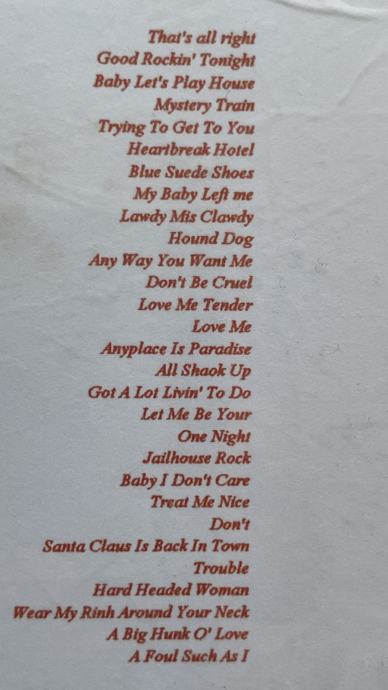 That's all right
Good Rockin' Tonight
Baby Let's Play House
Mystery Train
Trying To Get To You
Heartbreak Hotel
Blue Suede Shoes
My Baby Left me
Lawdy Mis Clawdy
Hound Dog
Any Way You Want Me
Don't Be Cruel
Love Me Tender
Love Me
Anyplace Is Paradise
All Shaok Up
Got A Lot Livin' To Do
Let Me Be Your
One Night
Jailhouse Rock
Baby I Don't Care
Treat Me Nice
Don't
Santa Claus Is Back In Town
Trouble
Hard Headed Woman
Wear My Rinh Around Your Neck
A Big Hunk O' Love
A Foul Such As I